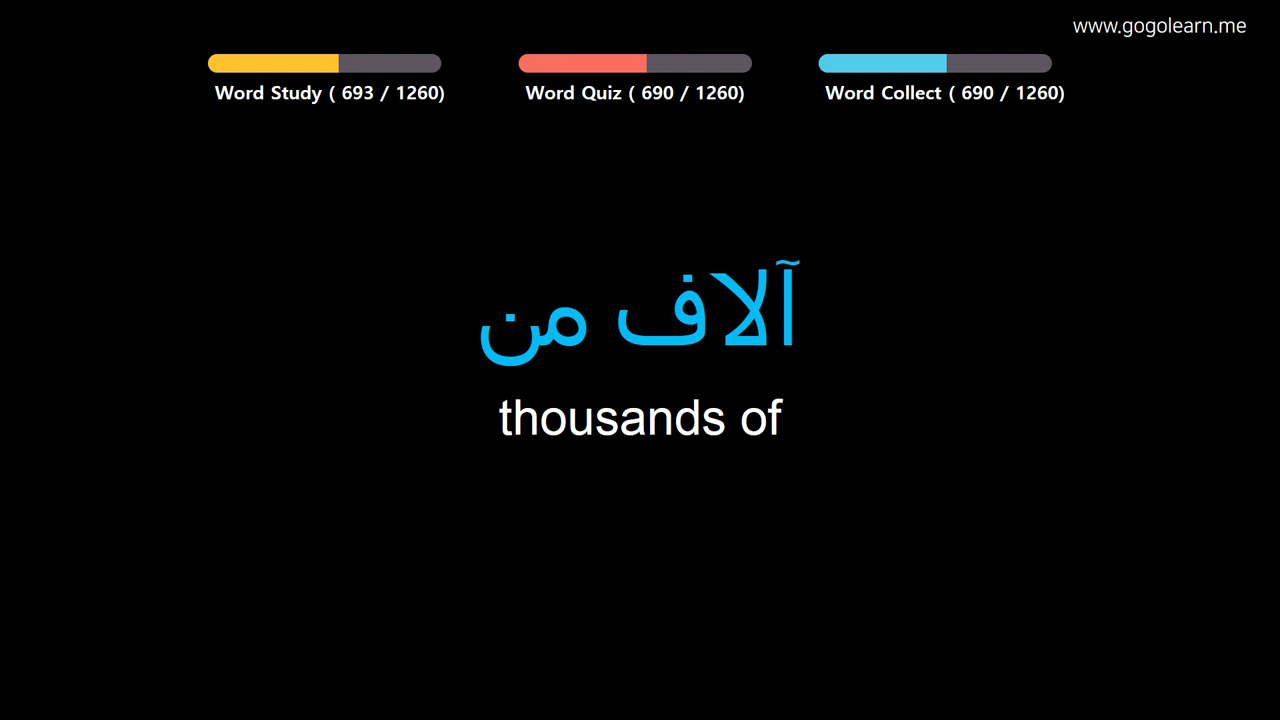 www.gogolearn.me
Word Study ( 693 / 1260)
Word Quiz ( 690 / 1260)
Word Collect ( 690 / 1260)
آلاف من
thousands of